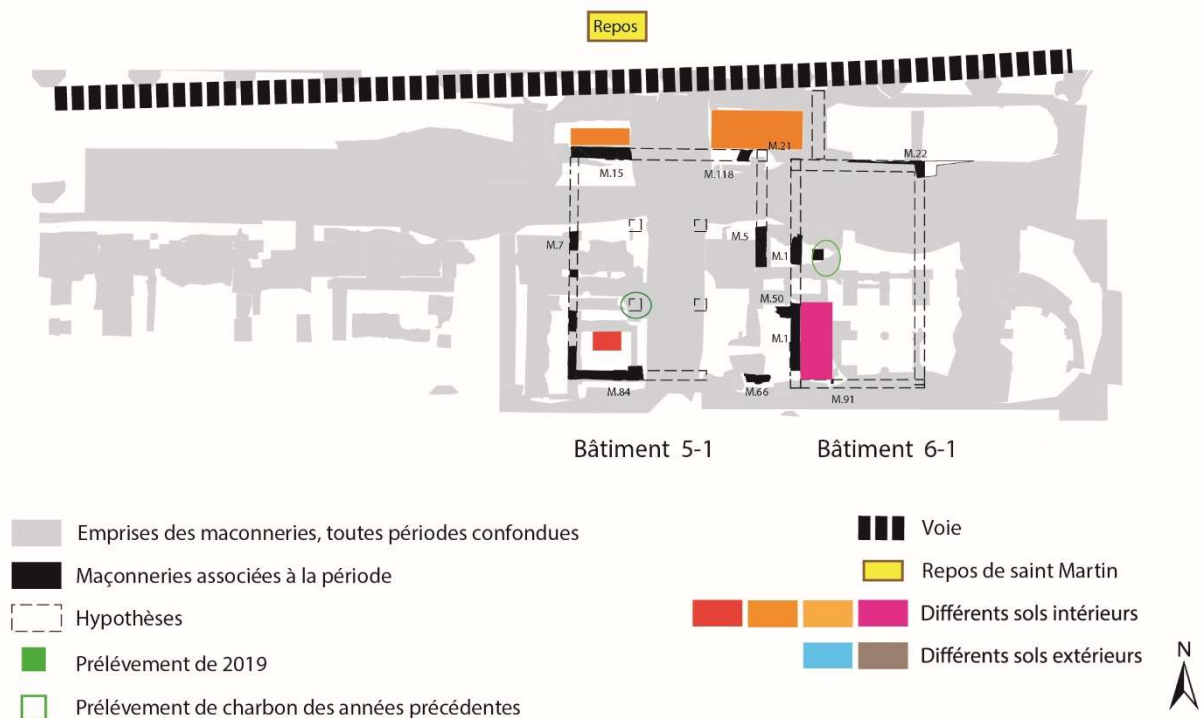 Repos
M.21
M.22
M.15
M.118
M.5
M.7
M.1
M.50
M.1
M.84
M.66
M.91
Bâtiment 5-1
Bâtiment 6-1
Emprises des maconneries, toutes périodes confondues
Maçonneries associées à la période
Hypothèses
Prélévement de 2019
Prélévement de charbon des années précédentes
Voie
Repos de saint Martin
Différents sols intérieurs
Différents sols extérieurs
N